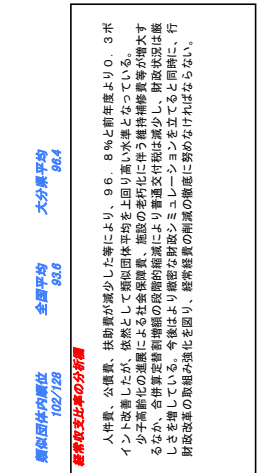 類似団体内順位 全国平均 大分県平均
102/128 93.6 96.4
経常収支比率の分析欄
人件費、公債費、扶助費が減少した等により、96．8％と前年度より0．3ポ
イント改善したが、依然として類似団体平均を上回り高い水準となっている。
少子高齢化の進展による社会保障費、施設の老朽化に伴う維持補修費等が増大す
るなか、合併算定替割増額の段階的縮減により普通交付税は減少し、財政状況は厳
しさを増している。今後はより緻密な財政シミュレーションを立てると同時に、行
財政改革の取組み強化を図り、経常経費の削減の徹底に努めなければならない。